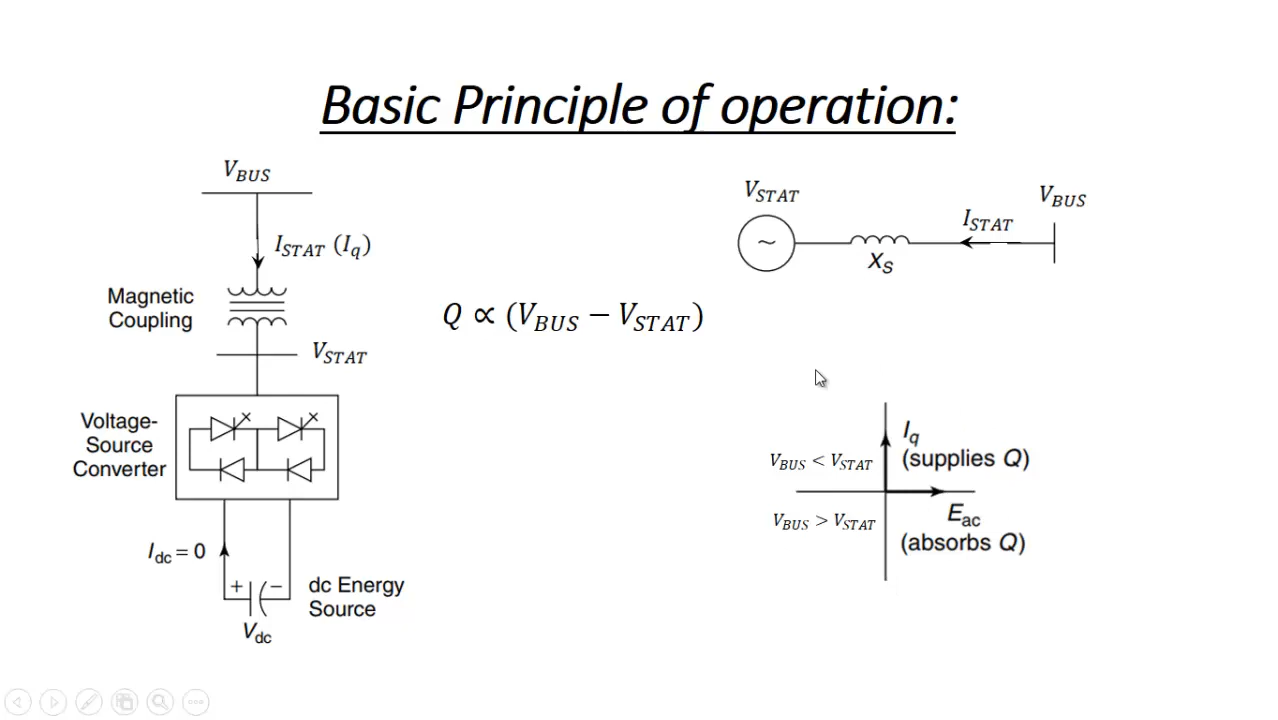 Basic Principle of operation:
V_BUS
I_STAT (I_q)
Magnetic
Coupling
V_STAT
Voltage-
Source
Converter
I_dc = 0
+ −
dc Energy
Source
V_dc
Q ∝ (V_BUS − V_STAT)
V_STAT
V_BUS
I_STAT
~
X_S
I_q
(supplies Q)
V_BUS < V_STAT
V_BUS > V_STAT
E_ac
(absorbs Q)